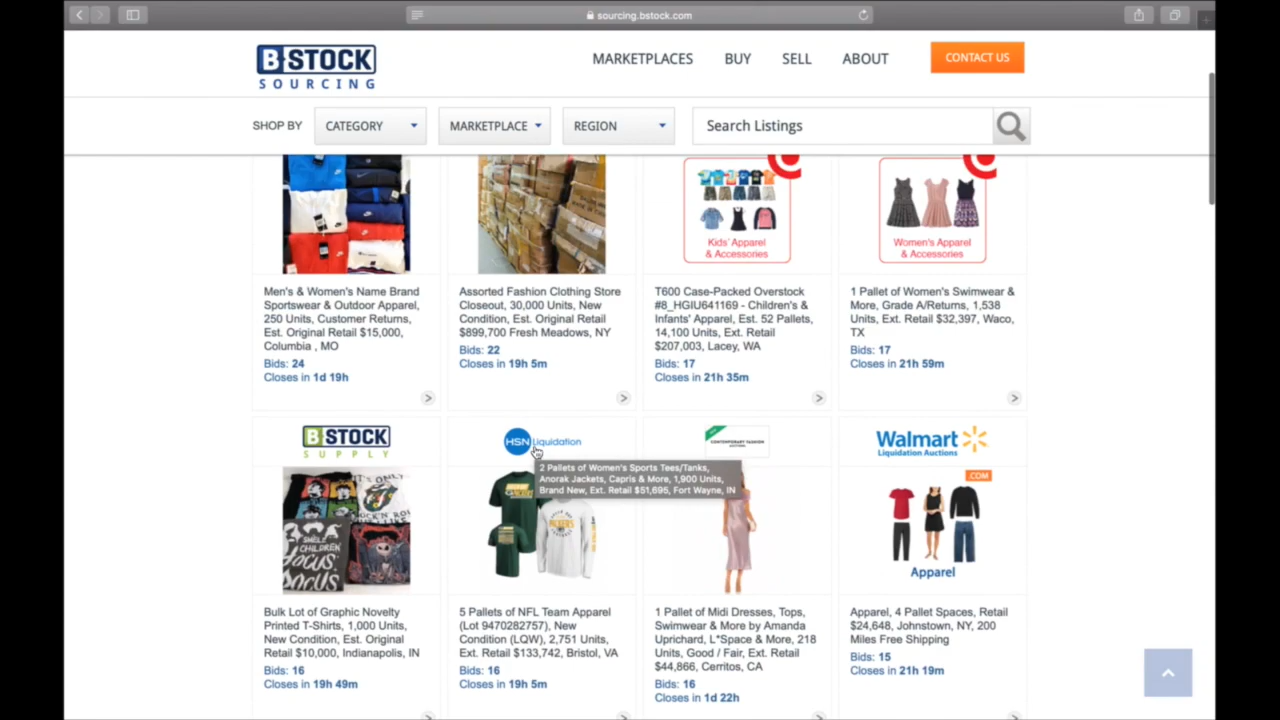 sourcing.bstock.com
B-STOCK
SOURCING
MARKETPLACES
BUY
SELL
ABOUT
CONTACT US
SHOP BY
CATEGORY
MARKETPLACE
REGION
Search Listings
Kids' Apparel
& Accessories
Women's Apparel
& Accessories
Men's & Women's Name Brand
Sportswear & Outdoor Apparel,
250 Units, Customer Returns,
Est. Original Retail $15,000,
Columbia , MO
Bids: 24
Closes in 1d 19h
Assorted Fashion Clothing Store
Closeout, 30,000 Units, New
Condition, Est. Original Retail
$899,700 Fresh Meadows, NY
Bids: 22
Closes in 19h 5m
T600 Case-Packed Overstock
#8_HGIU641169 - Children's &
Infants' Apparel, Est. 52 Pallets,
14,100 Units, Ext. Retail
$207,003, Lacey, WA
Bids: 17
Closes in 21h 35m
1 Pallet of Women's Swimwear &
More, Grade A/Returns, 1,538
Units, Ext. Retail $32,397, Waco,
TX
Bids: 17
Closes in 21h 59m
B-STOCK
SUPPLY
HSN Liquidation
CONTEMPORARY FASHION
AUCTIONS
Walmart
Liquidation Auctions
.COM
2 Pallets of Women's Sports Tees/Tanks,
Anorak Jackets, Capris & More, 1,900 Units,
Brand New, Ext. Retail $51,695, Fort Wayne, IN
SMELL
CHILDREN
HOCUS
POCUS
Apparel
Bulk Lot of Graphic Novelty
Printed T-Shirts, 1,000 Units,
New Condition, Est. Original
Retail $10,000, Indianapolis, IN
Bids: 16
Closes in 19h 49m
5 Pallets of NFL Team Apparel
(Lot 9470282757), New
Condition (LQW), 2,751 Units,
Ext. Retail $133,742, Bristol, VA
Bids: 16
Closes in 19h 5m
1 Pallet of Midi Dresses, Tops,
Swimwear & More by Amanda
Uprichard, L*Space & More, 218
Units, Good / Fair, Ext. Retail
$44,866, Cerritos, CA
Bids: 16
Closes in 1d 22h
Apparel, 4 Pallet Spaces, Retail
$24,648, Johnstown, NY, 200
Miles Free Shipping
Bids: 15
Closes in 21h 19m